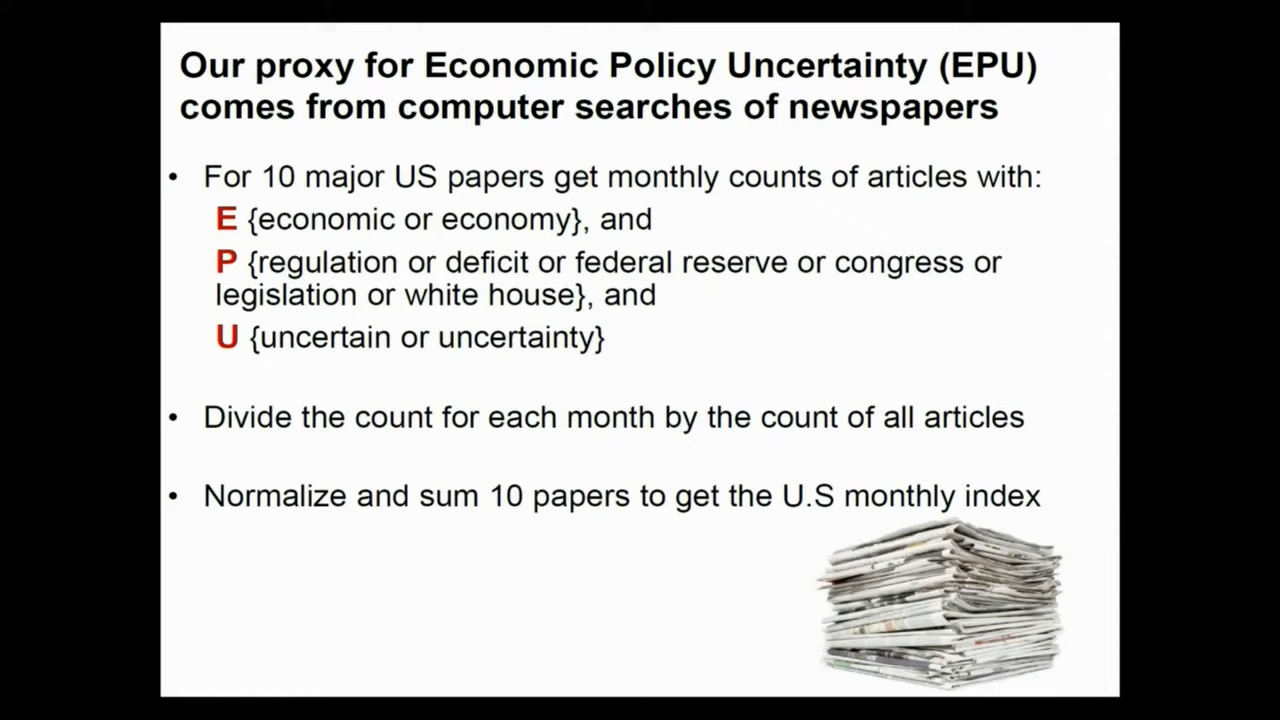 Our proxy for Economic Policy Uncertainty (EPU)
comes from computer searches of newspapers
• For 10 major US papers get monthly counts of articles with:
E {economic or economy}, and
P {regulation or deficit or federal reserve or congress or
legislation or white house}, and
U {uncertain or uncertainty}
• Divide the count for each month by the count of all articles
• Normalize and sum 10 papers to get the U.S monthly index